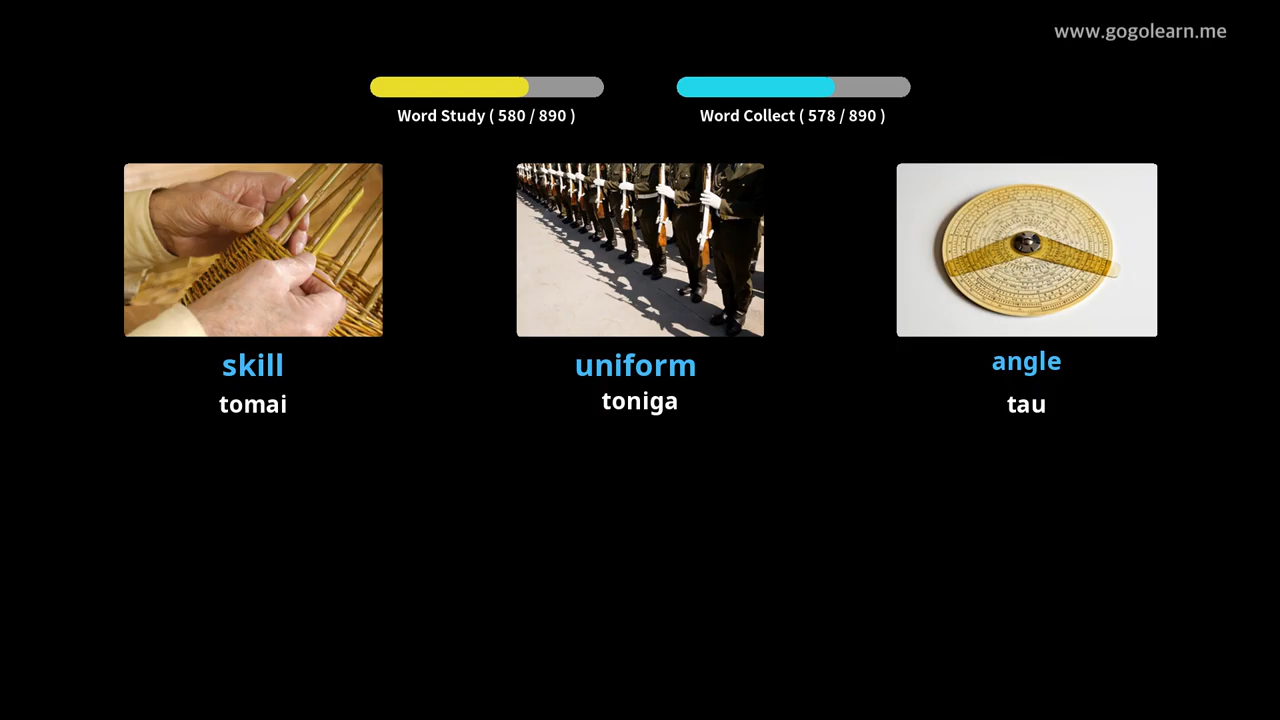 www.gogolearn.me
Word Study ( 580 / 890 )
Word Collect ( 578 / 890 )
skill
uniform
angle
tomai
toniga
tau